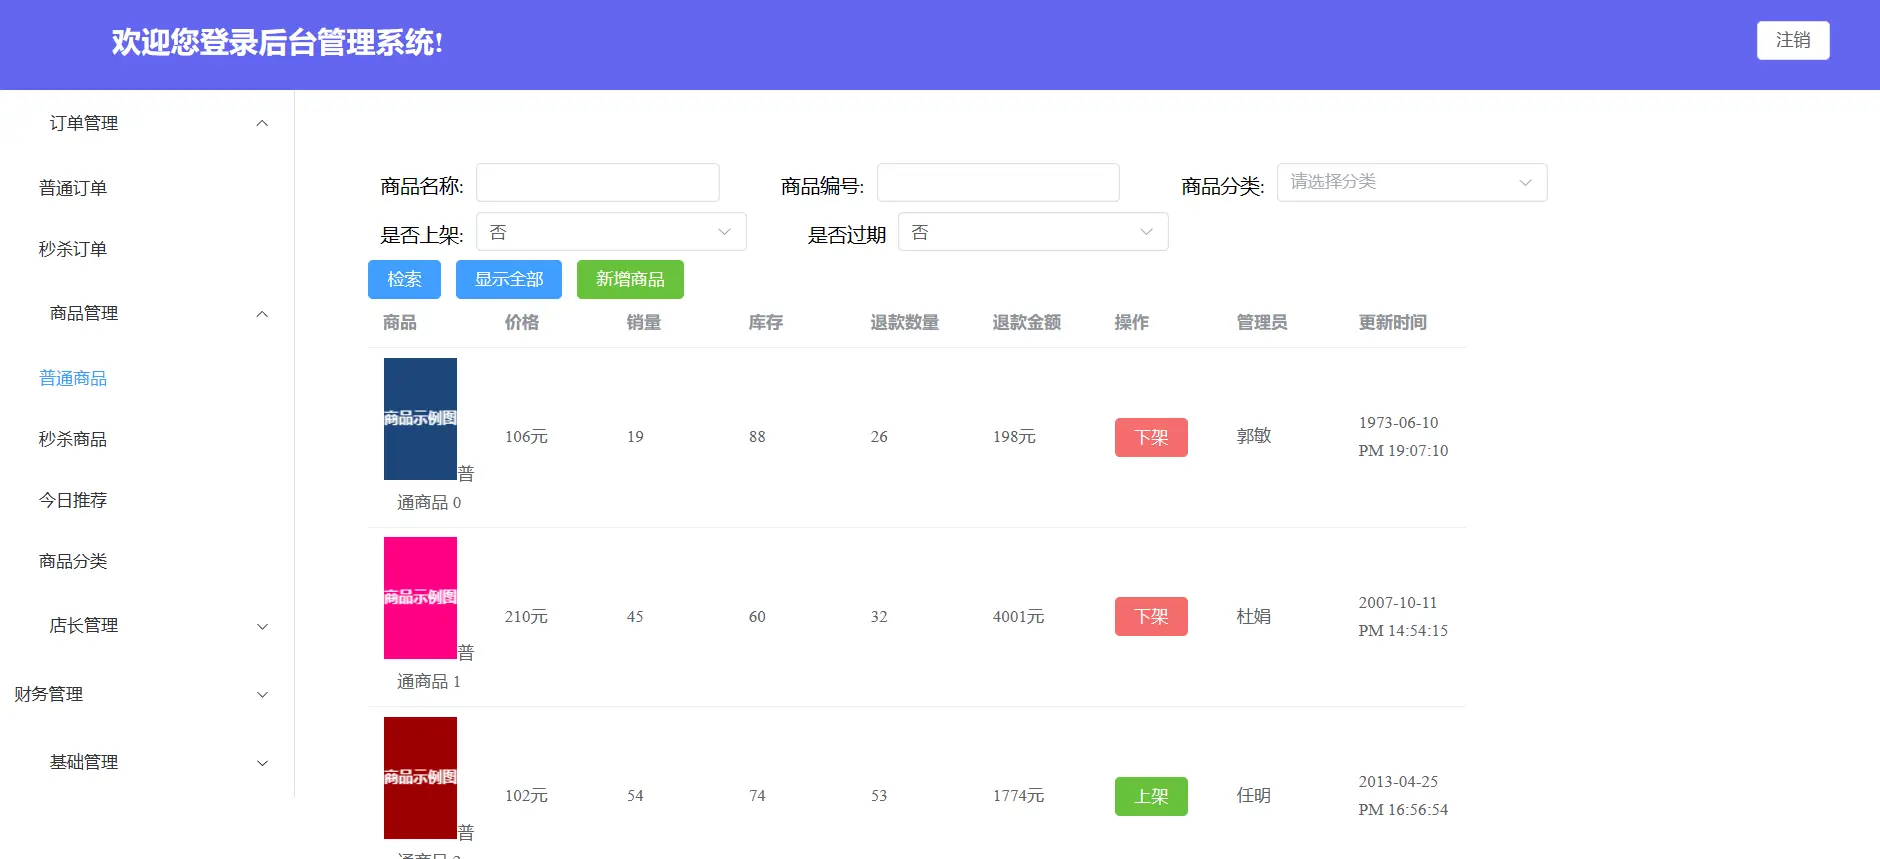 欢迎您登录后台管理系统!
注销
订单管理
普通订单
秒杀订单
商品管理
普通商品
秒杀商品
今日推荐
商品分类
店长管理
财务管理
基础管理
商品名称:
商品编号:
商品分类: 请选择分类
是否上架: 否
是否过期 否
检索 显示全部 新增商品
商品 价格 销量 库存 退款数量 退款金额 操作 管理员 更新时间
商品示例图
普
通商品 0
106元 19 88 26 198元 下架 郭敏
1973-06-10
PM 19:07:10
商品示例图
普
通商品 1
210元 45 60 32 4001元 下架 杜娟
2007-10-11
PM 14:54:15
商品示例图
普
通商品 2
102元 54 74 53 1774元 上架 任明
2013-04-25
PM 16:56:54